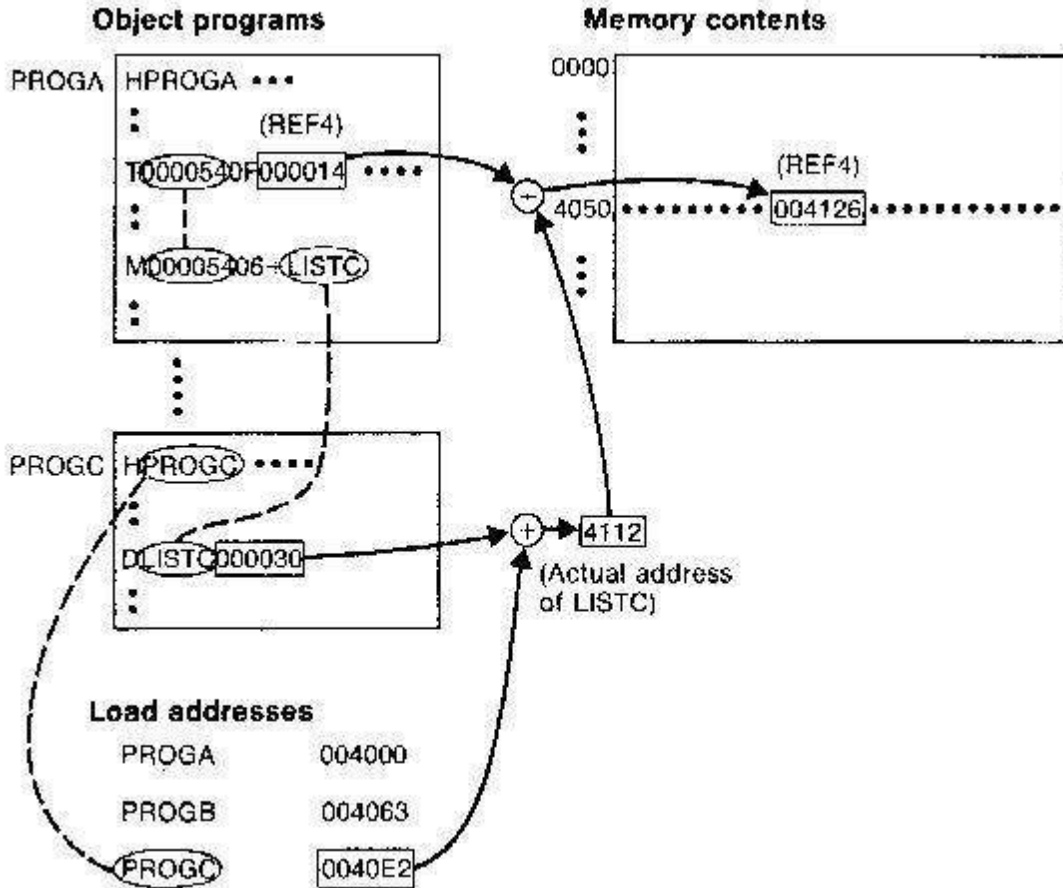 Object programs
Memory contents
PROGA
HPROGA ••••
(REF4)
T0000540F000014 ••••
M00005406+LISTC
0000
(REF4)
4050
004126
PROGC
HPROGC ••••
DLISTC000030
+
+
4112
(Actual address
of LISTC)
Load addresses
PROGA 004000
PROGB 004063
PROGC 0040E2